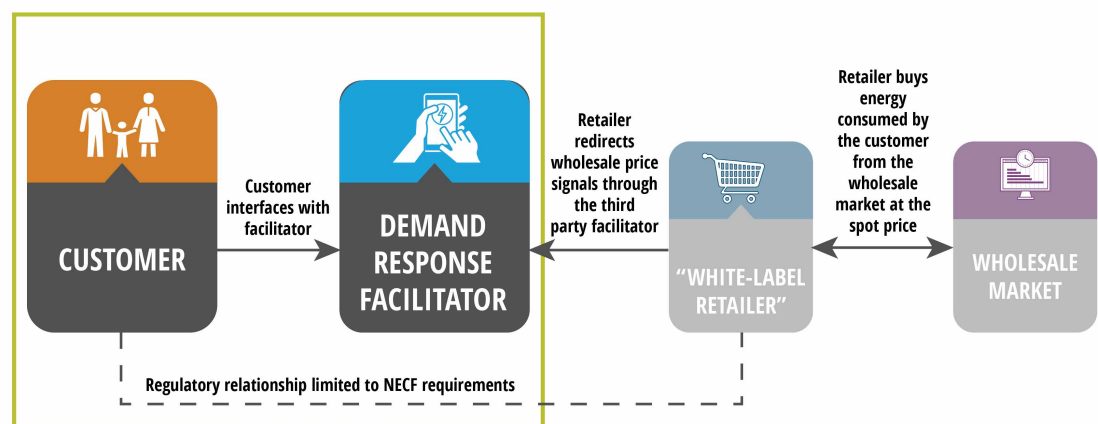 CUSTOMER
Customer
interfaces with
facilitator
DEMAND
RESPONSE
FACILITATOR
Retailer
redirects
wholesale price
signals through
the third
party facilitator
“WHITE-LABEL
RETAILER”
Retailer buys
energy
consumed by
the customer
from the
wholesale
market at the
spot price
WHOLESALE
MARKET
Regulatory relationship limited to NECF requirements